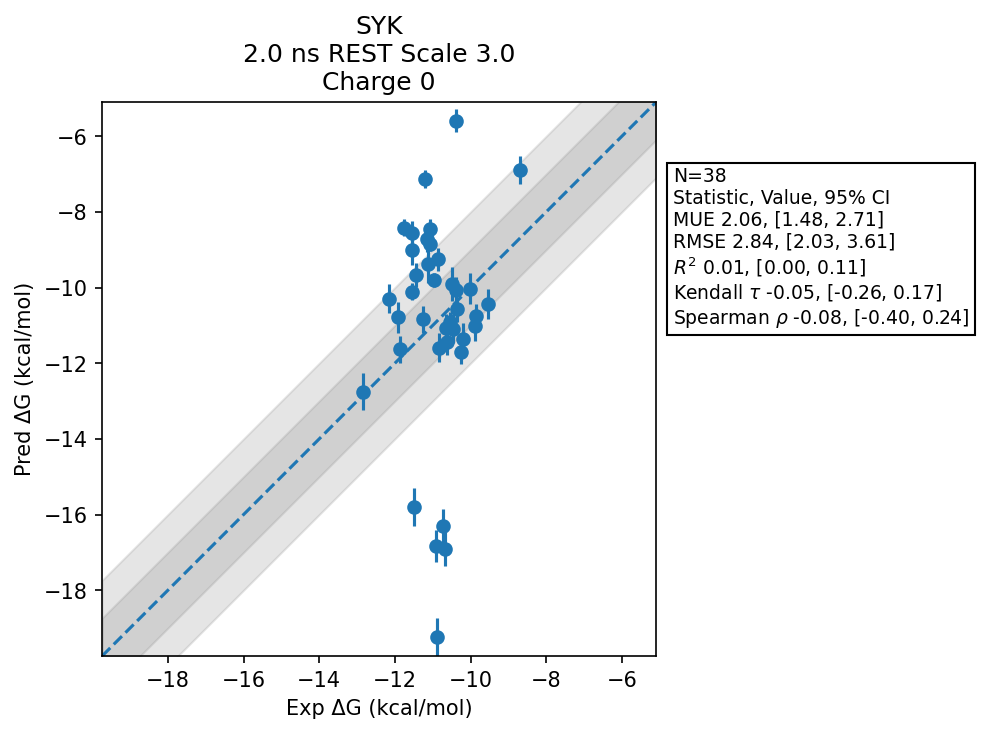 SYK
2.0 ns REST Scale 3.0
Charge 0
−6
−8
−10
−12
−14
−16
−18
Pred ΔG (kcal/mol)
−18 −16 −14 −12 −10 −8 −6
Exp ΔG (kcal/mol)
N=38
Statistic, Value, 95% CI
MUE 2.06, [1.48, 2.71]
RMSE 2.84, [2.03, 3.61]
R² 0.01, [0.00, 0.11]
Kendall τ -0.05, [-0.26, 0.17]
Spearman ρ -0.08, [-0.40, 0.24]